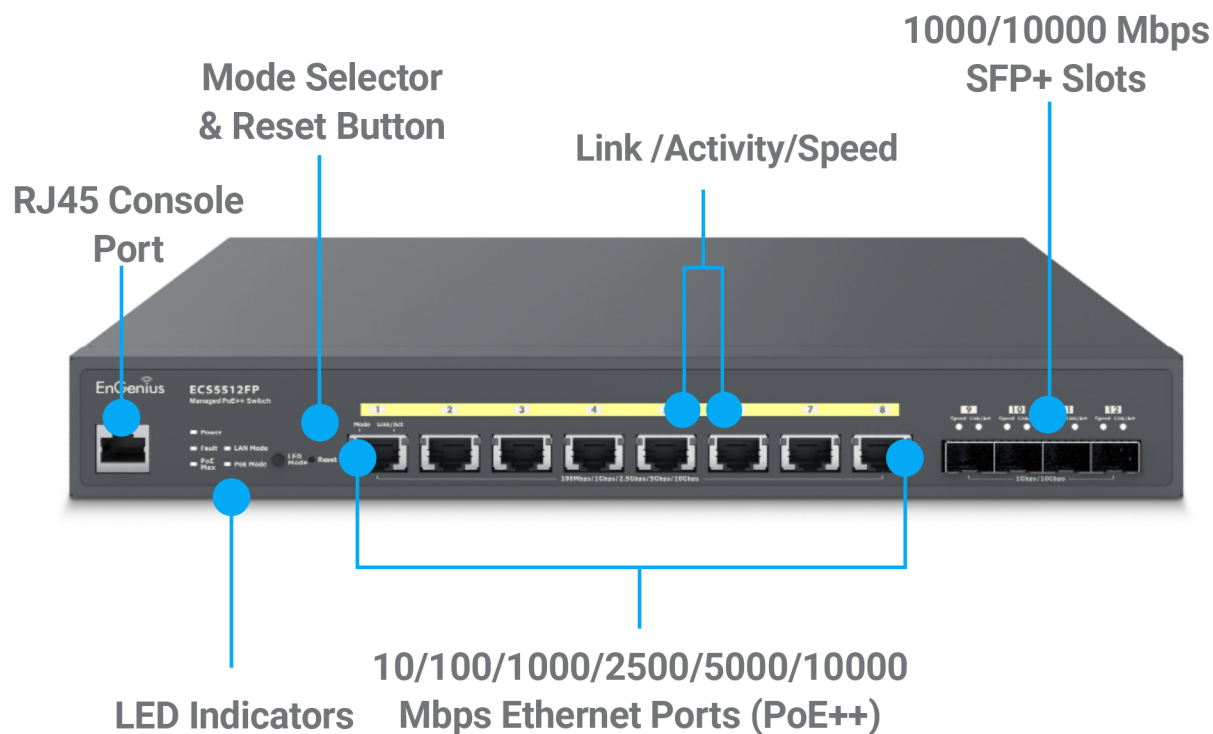 1000/10000 Mbps
SFP+ Slots
Mode Selector
& Reset Button
Link /Activity/Speed
RJ45 Console
Port
EnGenius
ECS5512FP
Managed PoE++ Switch
1 2 3 4 7 8
9 10 12
Mode Link/Act
Speed Link/Act
Power
Fault LAN Mode
PoE
Max PoE Mode
LED
Mode Reset
100Mbps/1Gbps/2.5Gbps/5Gbps/10Gbps
1Gbps/10Gbps
10/100/1000/2500/5000/10000
Mbps Ethernet Ports (PoE++)
LED Indicators